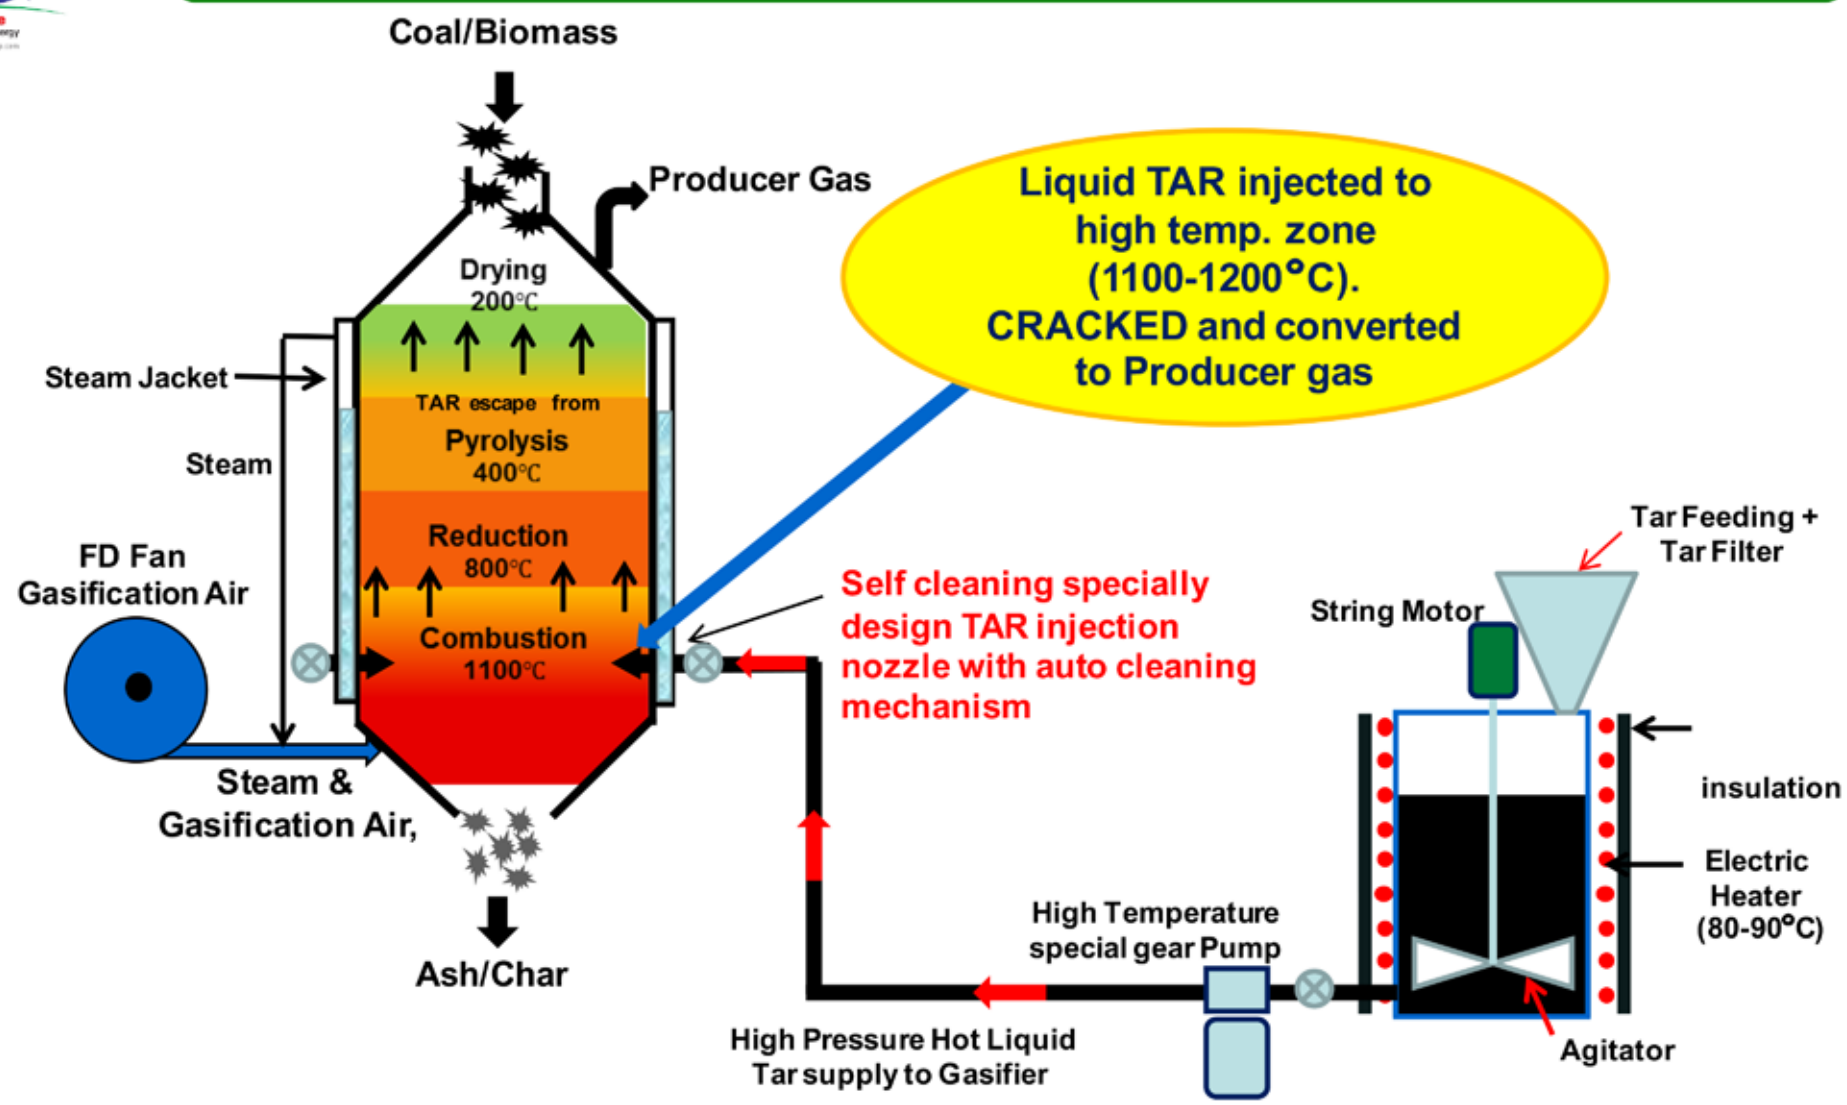 Coal/Biomass
Producer Gas
Liquid TAR injected to
high temp. zone
(1100-1200°C).
CRACKED and converted
to Producer gas
Drying
200℃
Steam Jacket
TAR escape from
Pyrolysis
400℃
Steam
Reduction
800℃
FD Fan
Gasification Air
Combustion
1100℃
Self cleaning specially
design TAR injection
nozzle with auto cleaning
mechanism
Tar Feeding +
Tar Filter
String Motor
Steam &
Gasification Air,
insulation
Electric
Heater
(80-90°C)
High Temperature
special gear Pump
Ash/Char
High Pressure Hot Liquid
Tar supply to Gasifier
Agitator